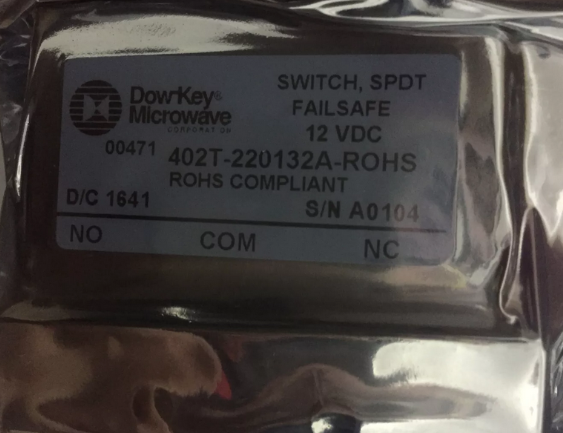 Dow-Key®
Microwave
CORPORATION
SWITCH, SPDT
FAILSAFE
12 VDC
00471
402T-220132A-ROHS
ROHS COMPLIANT
D/C 1641
S/N A0104
NO COM NC